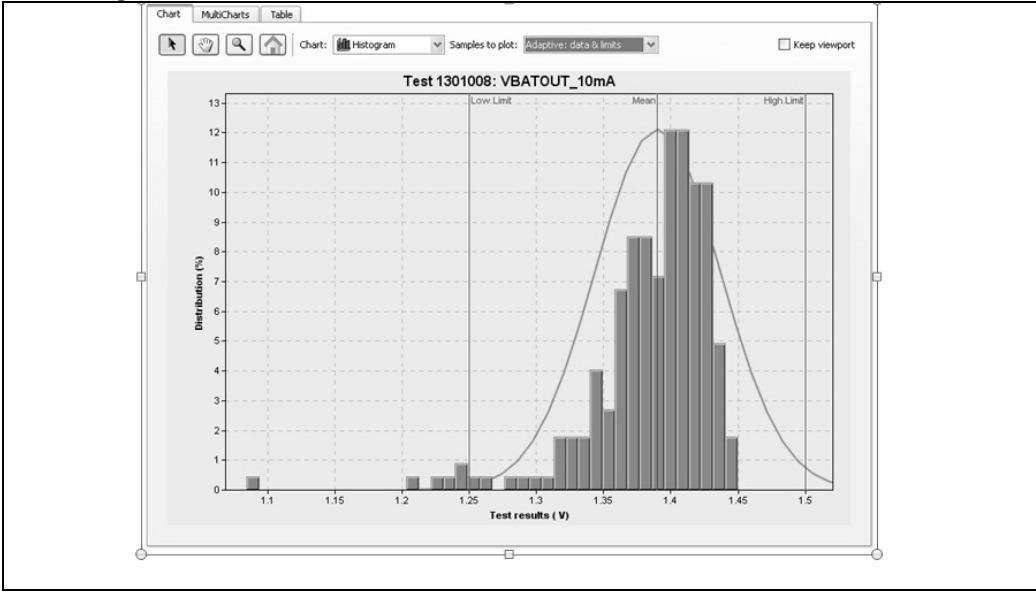 Chart MultiCharts Table
Chart: Histogram Samples to plot: Adaptive: data & limits Keep viewport
Test 1301008: VBATOUT_10mA
Low Limit Mean High Limit
13
12
11
10
9
8
7
6
5
4
3
2
1
0
Distribution (%)
1.1 1.15 1.2 1.25 1.3 1.35 1.4 1.45 1.5
Test results ( V)